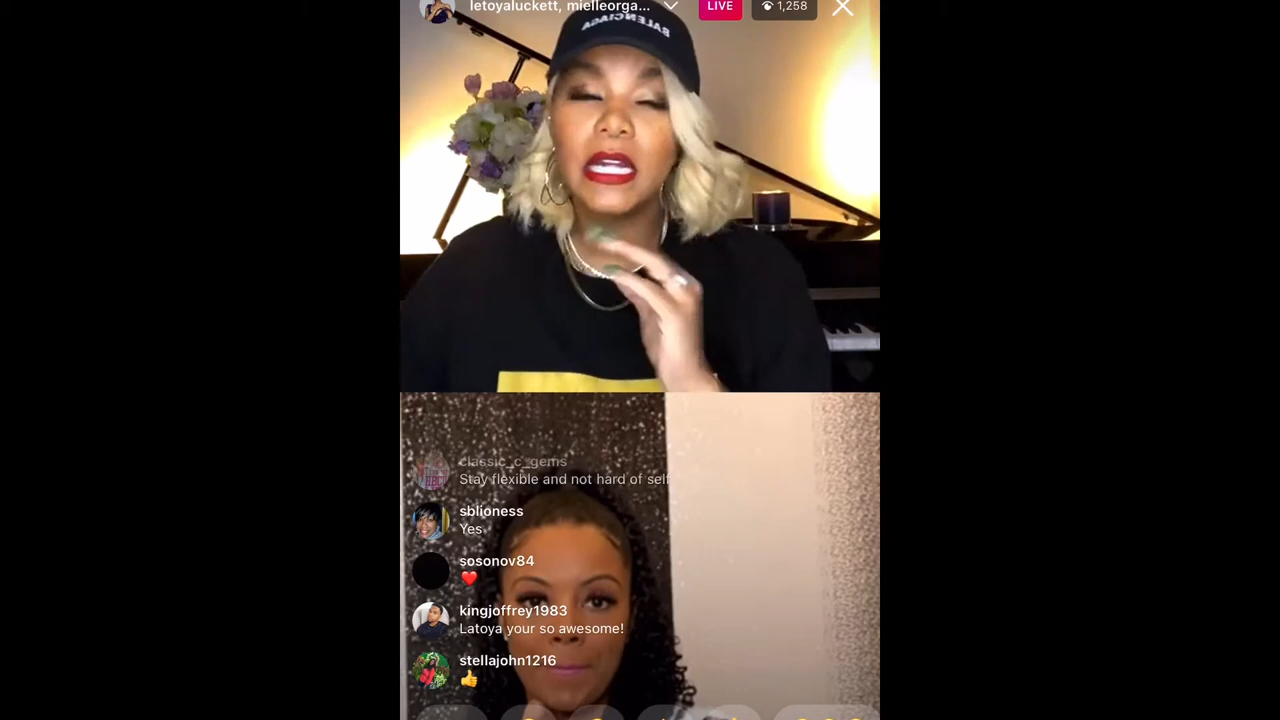 letoyaluckett, mielleorga...
LIVE
1,258
BALENCIAGA
classic_c_gems
Stay flexible and not hard of self
sblioness
Yes
sosonov84
❤️
kingjoffrey1983
Latoya your so awesome!
stellajohn1216
👍